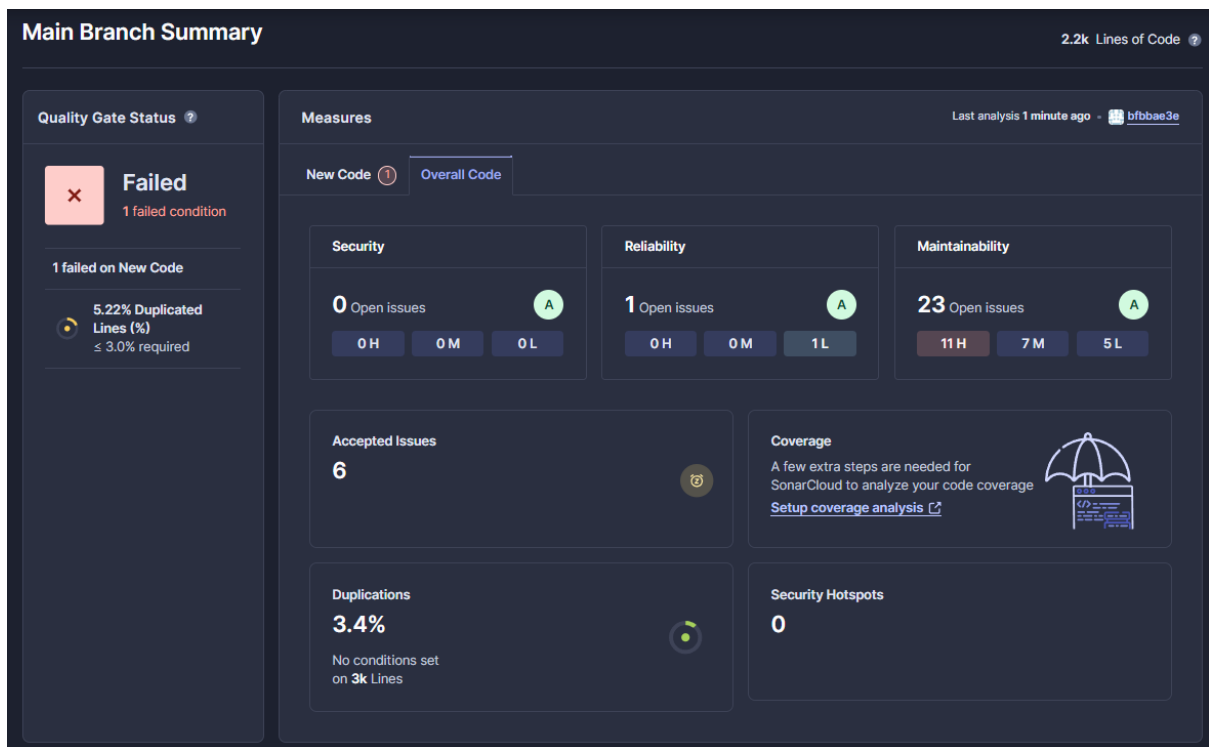 Main Branch Summary
2.2k Lines of Code ?
Quality Gate Status ?
Failed
1 failed condition
1 failed on New Code
5.22% Duplicated
Lines (%)
≤ 3.0% required
Measures
Last analysis 1 minute ago • bfbbae3e
New Code 1
Overall Code
Security
0 Open issues A
0 H 0 M 0 L
Reliability
1 Open issues A
0 H 0 M 1 L
Maintainability
23 Open issues A
11 H 7 M 5 L
Accepted Issues
6
Coverage
A few extra steps are needed for
SonarCloud to analyze your code coverage
Setup coverage analysis
Duplications
3.4%
No conditions set
on 3k Lines
Security Hotspots
0